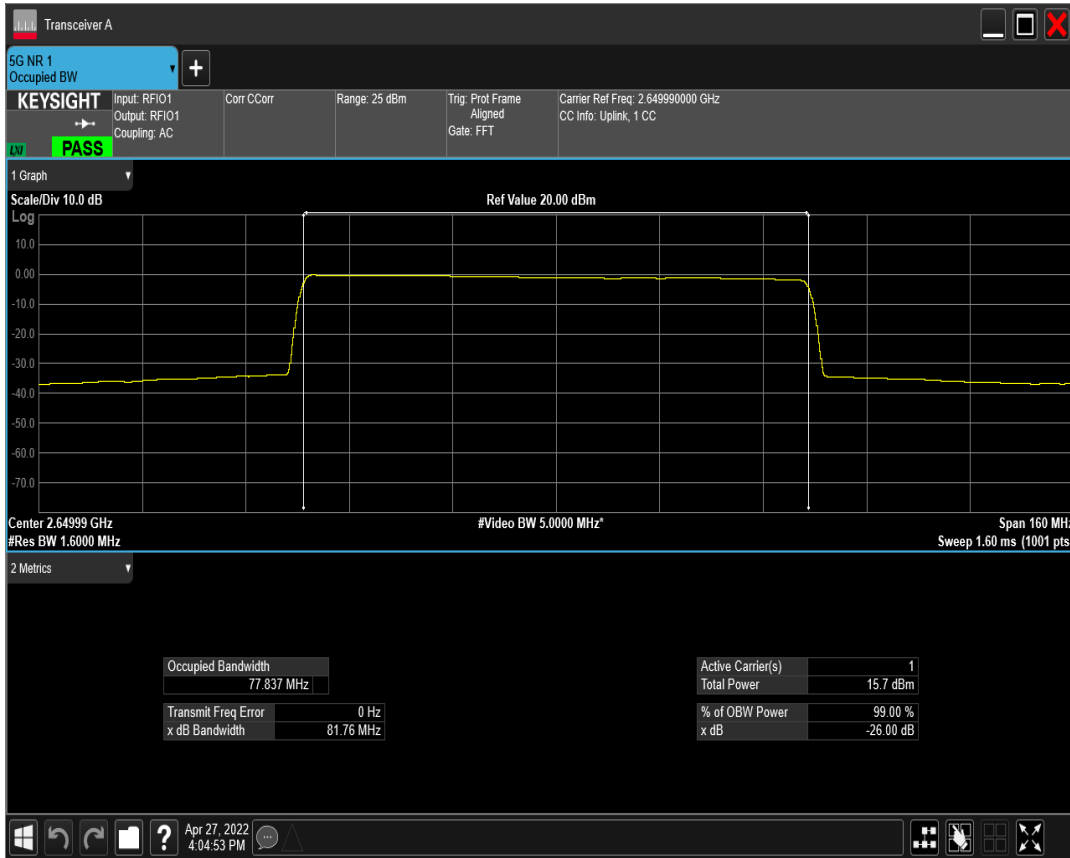 Transceiver A
5G NR 1
Occupied BW
KEYSIGHT
LXI
PASS
Input: RFIO1
Output: RFIO1
Coupling: AC
Corr CCorr
Range: 25 dBm
Trig: Prot Frame
Aligned
Gate: FFT
Carrier Ref Freq: 2.649990000 GHz
CC Info: Uplink, 1 CC
1 Graph
Scale/Div 10.0 dB
Ref Value 20.00 dBm
Log
10.0
0.00
-10.0
-20.0
-30.0
-40.0
-50.0
-60.0
-70.0
Center 2.64999 GHz
#Video BW 5.0000 MHz*
Span 160 MHz
#Res BW 1.6000 MHz
Sweep 1.60 ms (1001 pts
2 Metrics
Occupied Bandwidth
77.837 MHz
Transmit Freq Error 0 Hz
x dB Bandwidth 81.76 MHz
Active Carrier(s) 1
Total Power 15.7 dBm
% of OBW Power 99.00 %
x dB -26.00 dB
Apr 27, 2022
4:04:53 PM